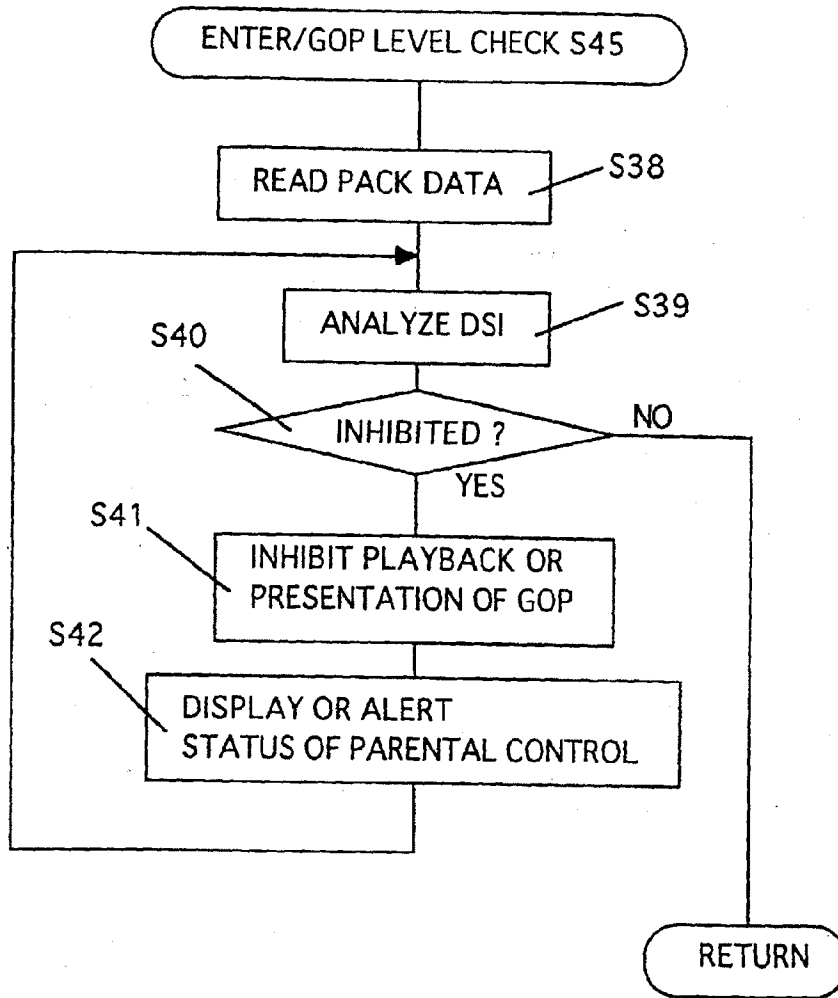 ENTER/GOP LEVEL CHECK S45
READ PACK DATA
S38
ANALYZE DSI
S39
S40
INHIBITED ?
NO
YES
S41
INHIBIT PLAYBACK OR
PRESENTATION OF GOP
S42
DISPLAY OR ALERT
STATUS OF PARENTAL CONTROL
RETURN